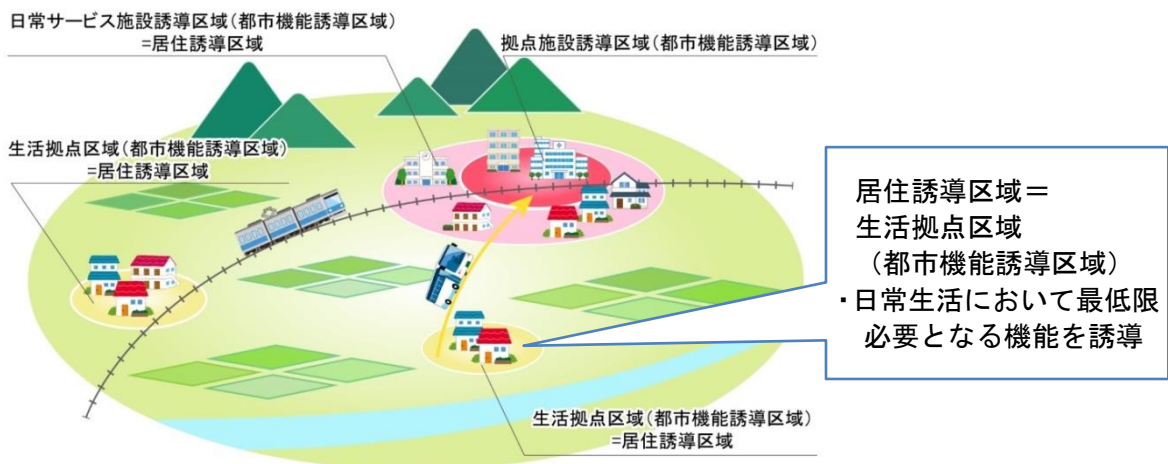 日常サービス施設誘導区域(都市機能誘導区域)
=居住誘導区域
拠点施設誘導区域(都市機能誘導区域)
生活拠点区域(都市機能誘導区域)
=居住誘導区域
居住誘導区域＝
生活拠点区域
（都市機能誘導区域）
・日常生活において最低限
必要となる機能を誘導
生活拠点区域(都市機能誘導区域)
=居住誘導区域